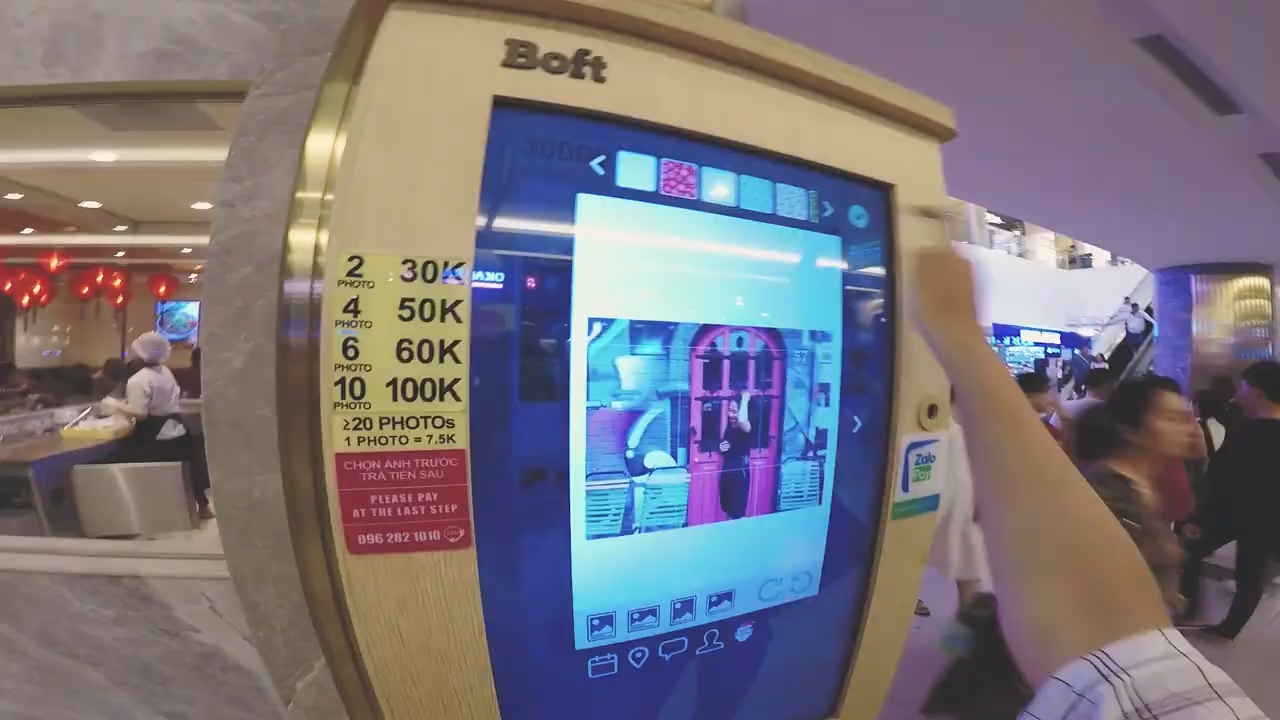 Boft
2 PHOTO 30K
4 PHOTO 50K
6 PHOTO 60K
10 PHOTO 100K
≥20 PHOTOs
1 PHOTO = 7.5K
CHỌN ẢNH TRƯỚC
TRẢ TIỀN SAU
PLEASE PAY
AT THE LAST STEP
096 282 1010
Zalo
Pay